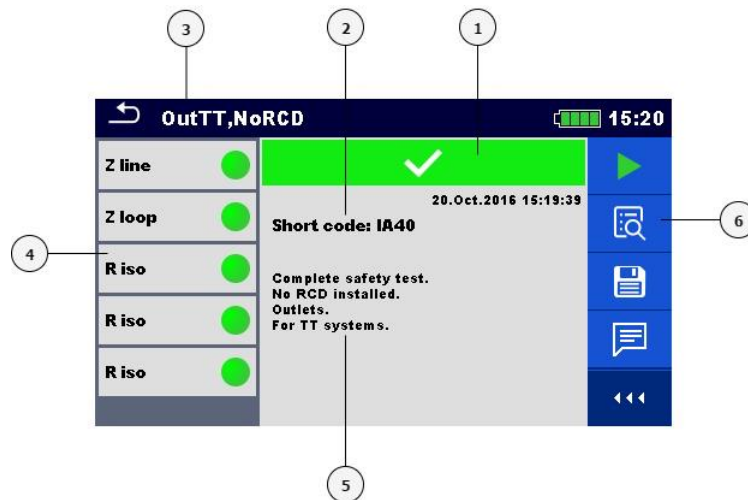 3
2
1
OutTT,NoRCD 15:20
Z line
Z loop
R iso
R iso
R iso
20.Oct.2016 15:19:39
Short code: IA40
Complete safety test.
No RCD installed.
Outlets.
For TT systems.
4
6
5